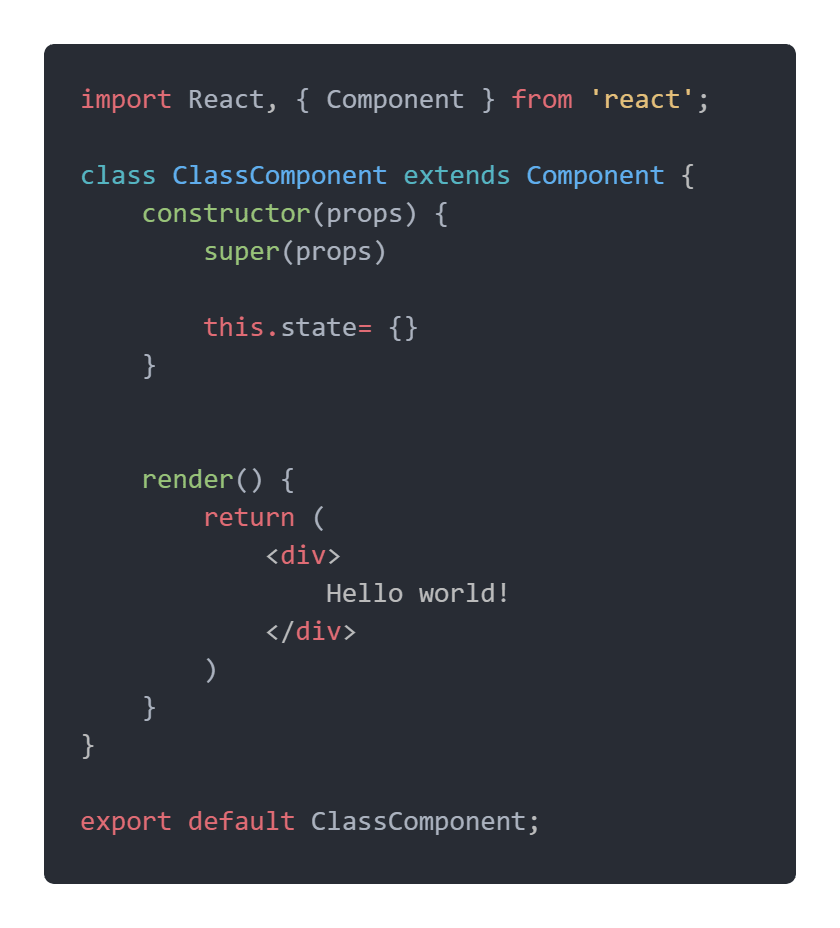 import React, { Component } from 'react';
class ClassComponent extends Component {
    constructor(props) {
        super(props)
        this.state= {}
    }
    render() {
        return (
            <div>
                Hello world!
            </div>
        )
    }
}
export default ClassComponent;